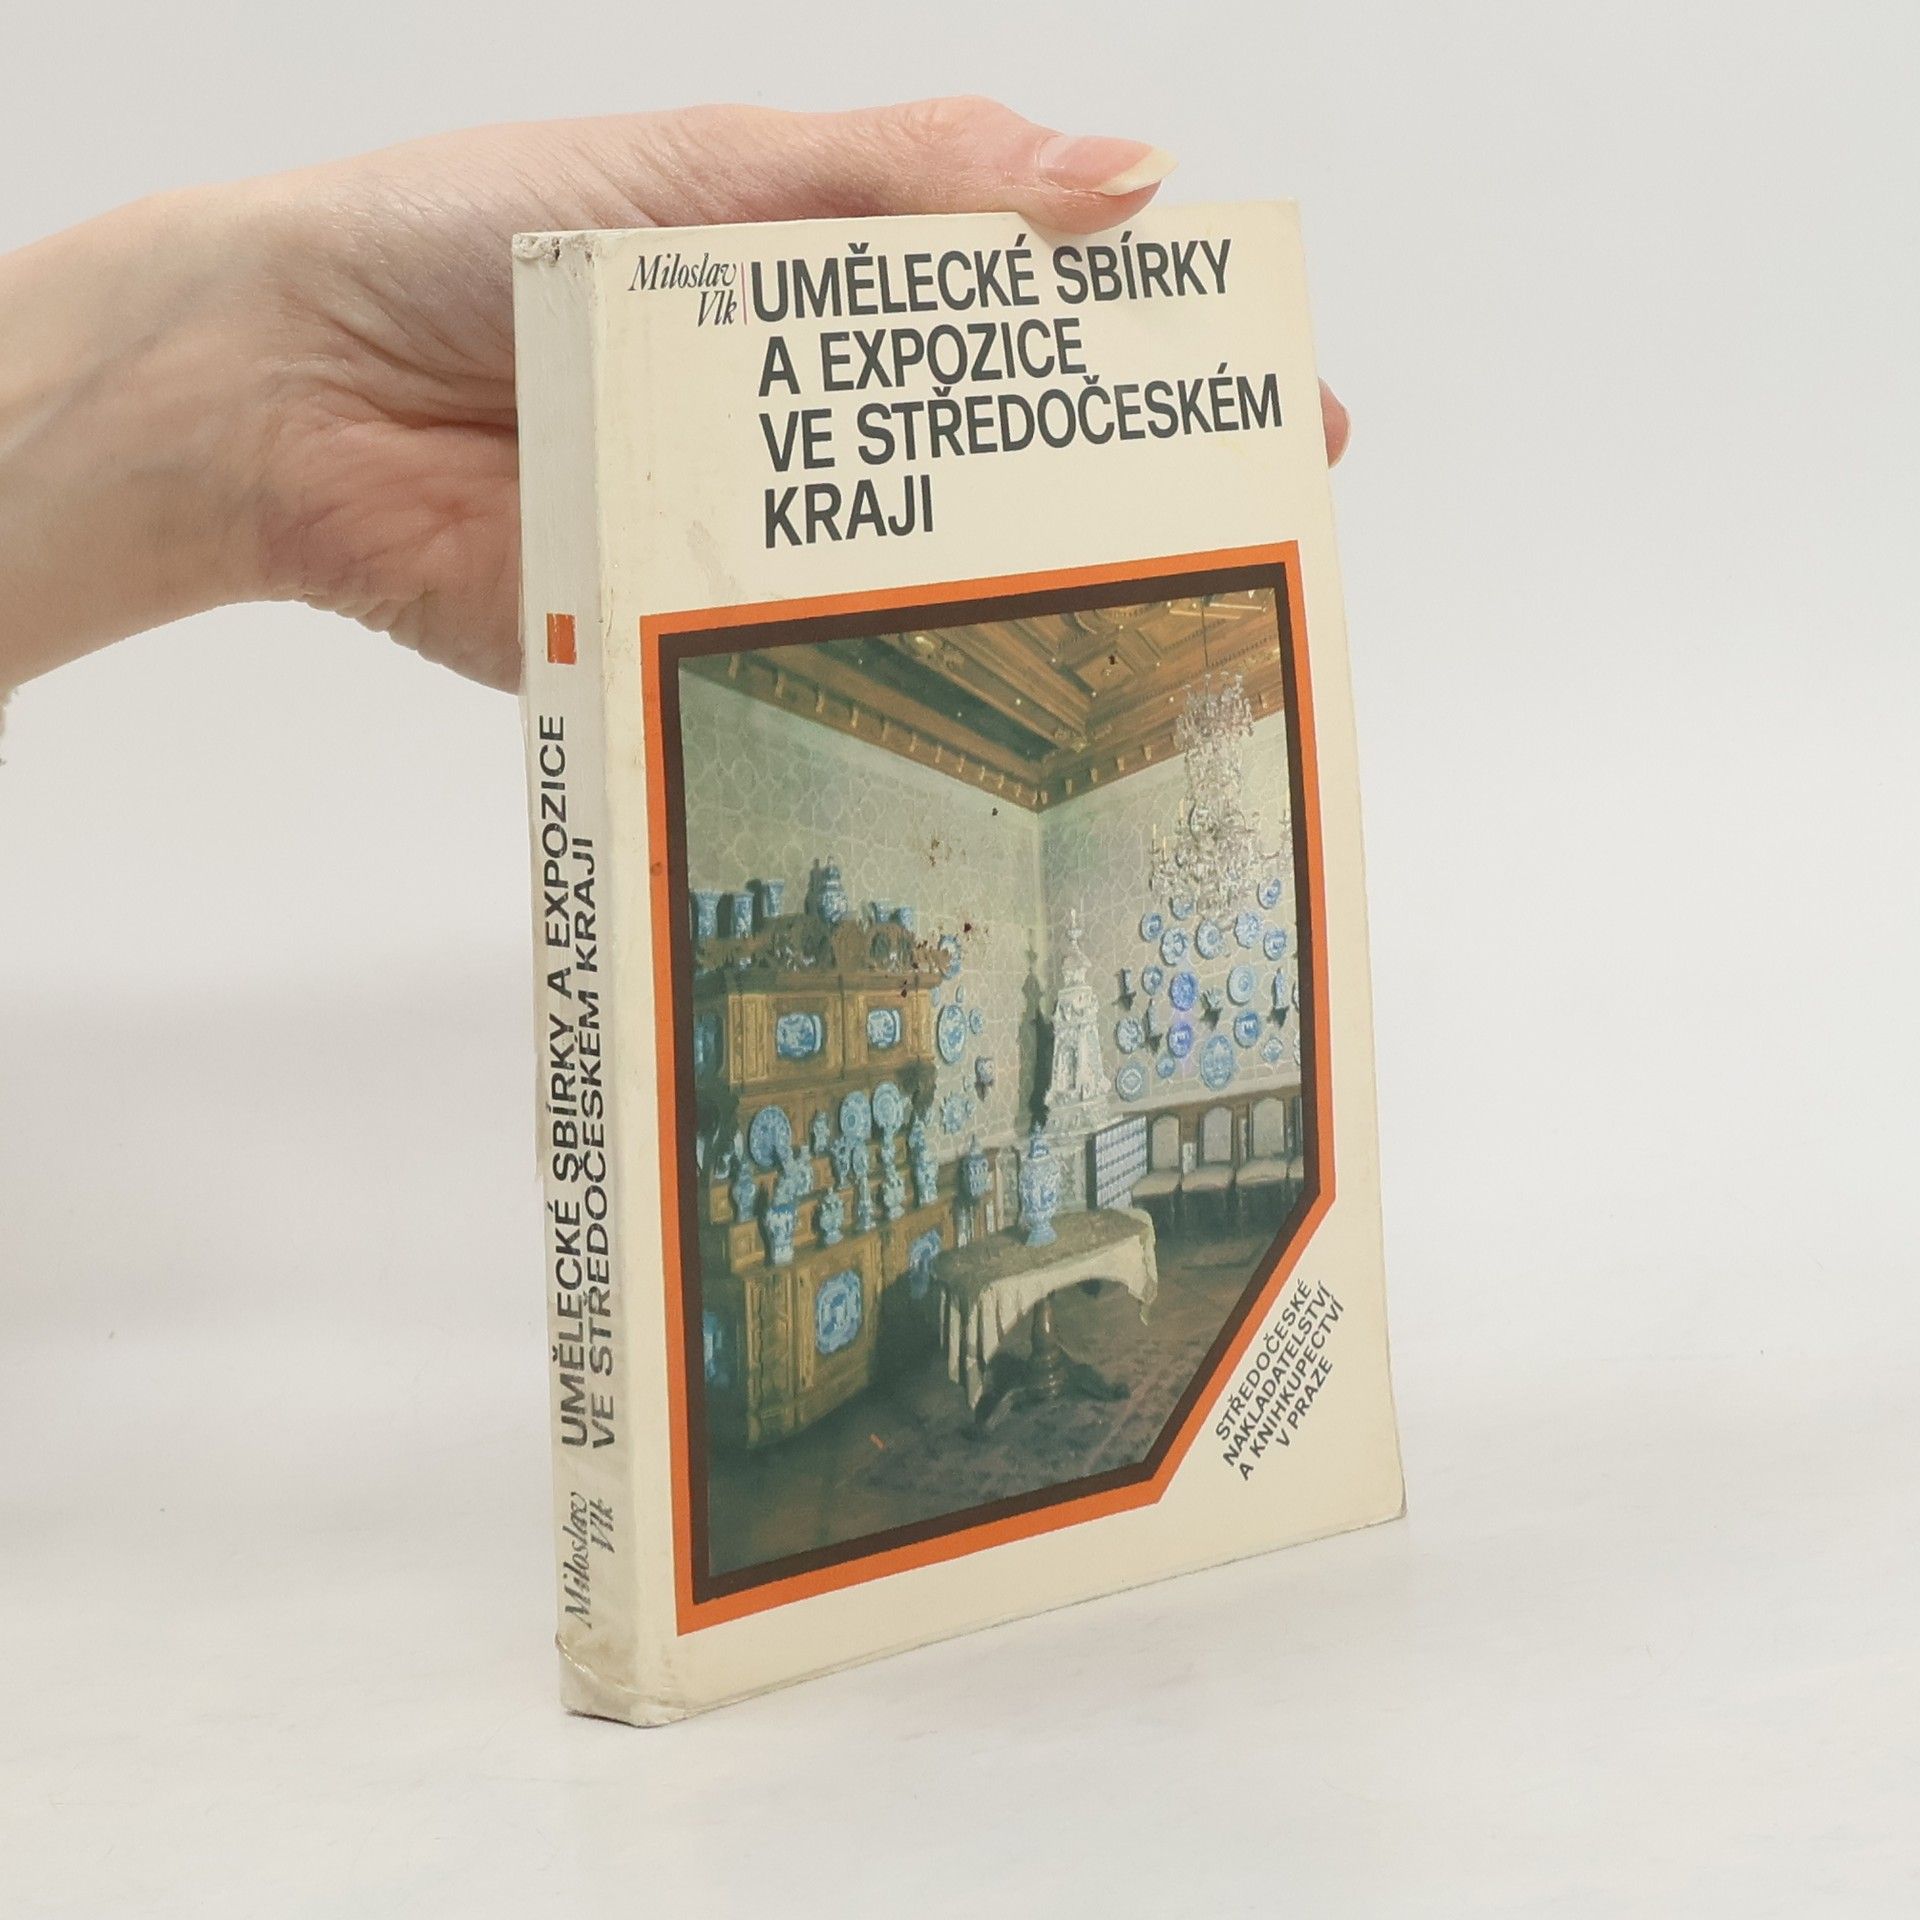 Miloslav
Vlk
UMĚLECKÉ SBÍRKY
A EXPOZICE
VE STŘEDOČESKÉM
KRAJI
STŘEDOČESKÉ
NAKLADATELSTVÍ
A KNIHKUPECTVÍ
V PRAZE
Miloslav
Vlk
UMĚLECKÉ SBÍRKY A EXPOZICE
VE STŘEDOČESKÉM KRAJI